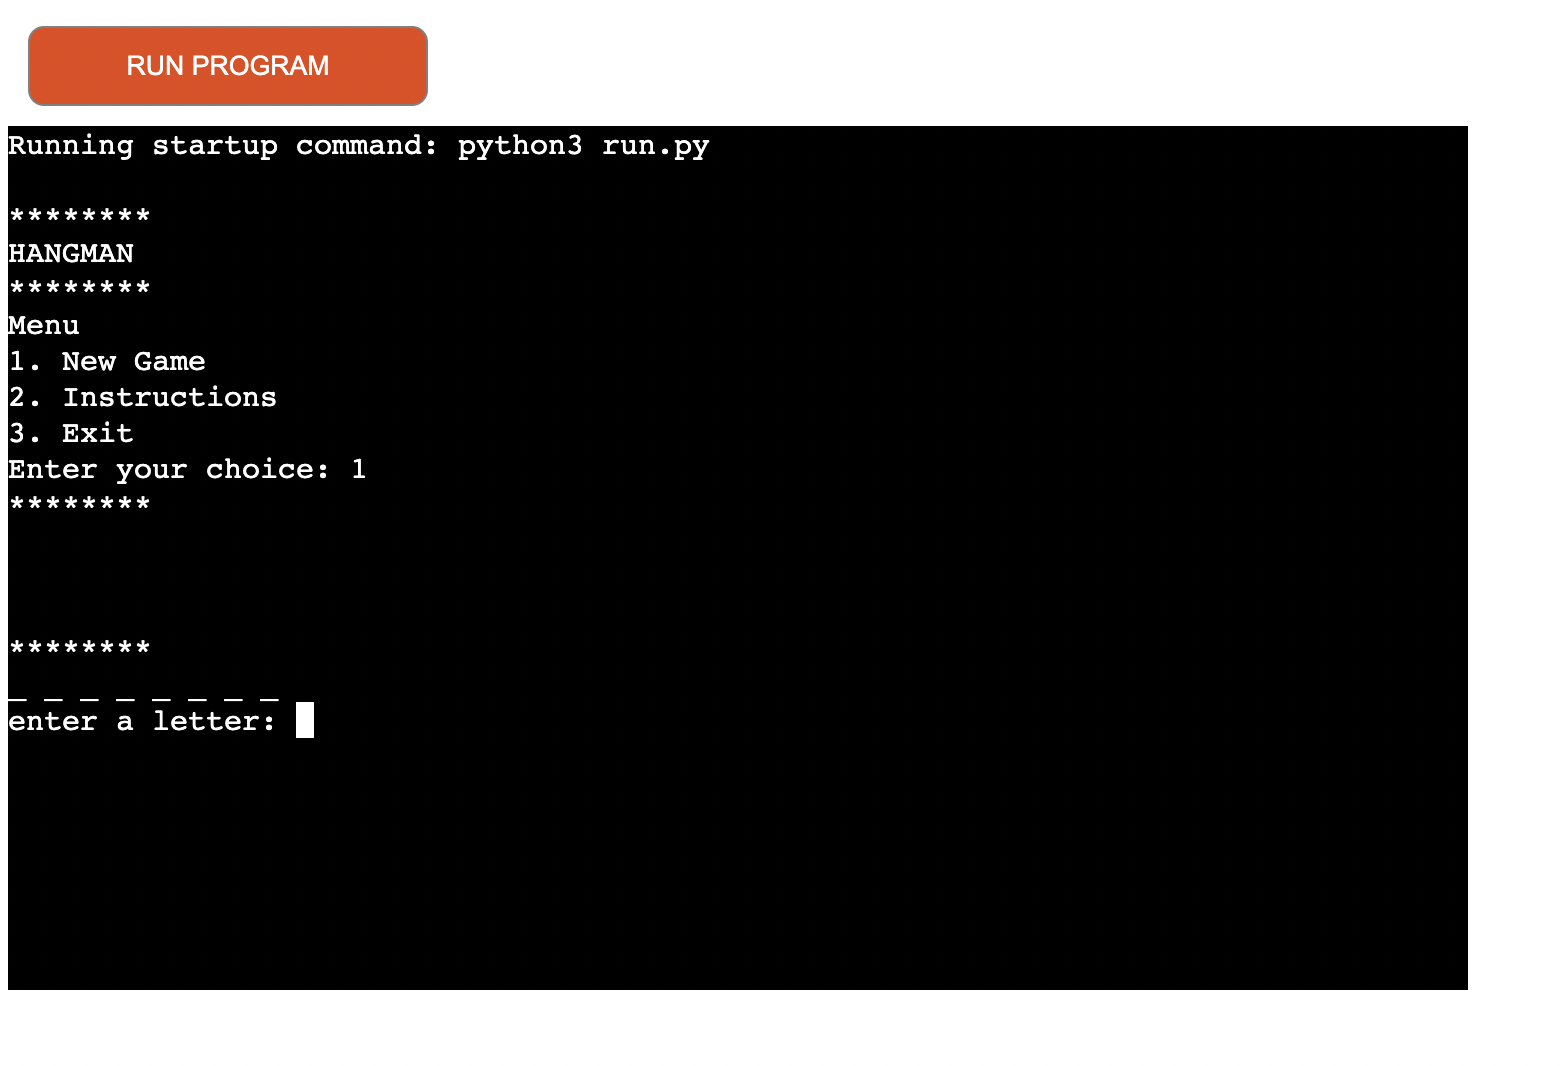 RUN PROGRAM
Running startup command: python3 run.py
********
HANGMAN
********
Menu
1. New Game
2. Instructions
3. Exit
Enter your choice: 1
********
********
_ _ _ _ _ _ _ _
enter a letter: